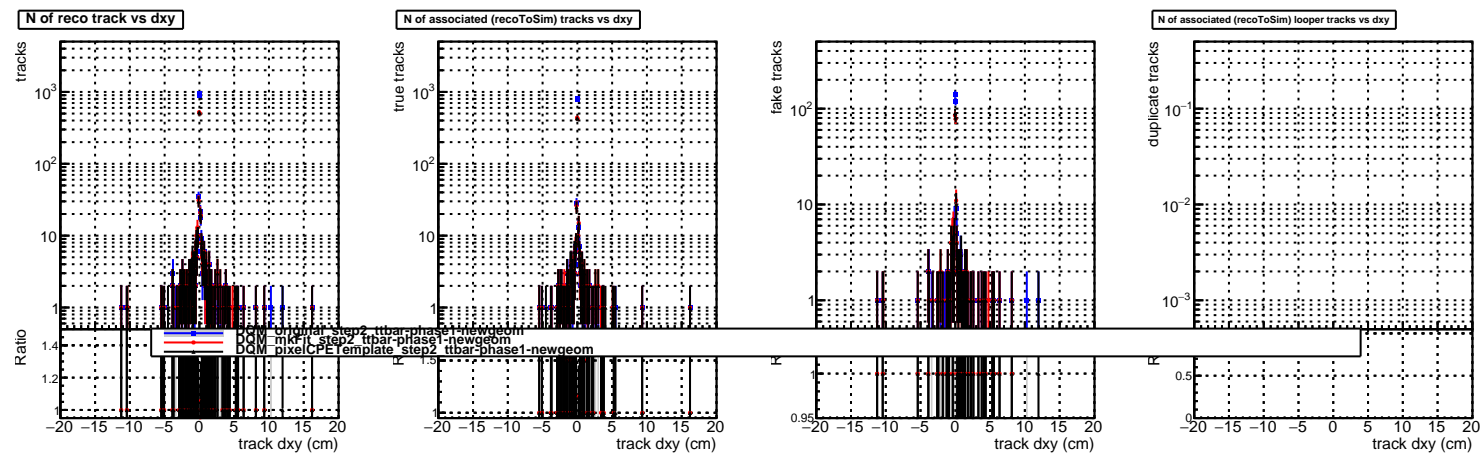 N of reco track vs dxy
N of associated (recoToSim) tracks vs dxy
N of associated (recoToSim) looper tracks vs dxy
tracks
10³
10²
10
1
Ratio
1.4
1.2
1
−20 −15 −10 −5 0 5 10 15 20
track dxy (cm)
true tracks
10³
10²
10
1
1.5
1
−20 −15 −10 −5 0 5 10 15 20
track dxy (cm)
fake tracks
10²
10
1
1
0.95
−20 −15 −10 −5 0 5 10 15 20
track dxy (cm)
duplicate tracks
10⁻¹
10⁻²
10⁻³
0.5
0
−20 −15 −10 −5 0 5 10 15 20
track dxy (cm)
DQM_original_step2_ttbar-phase1-newgeom
DQM_mkFit_step2_ttbar-phase1-newgeom
DQM_pixelCPETemplate_step2_ttbar-phase1-newgeom